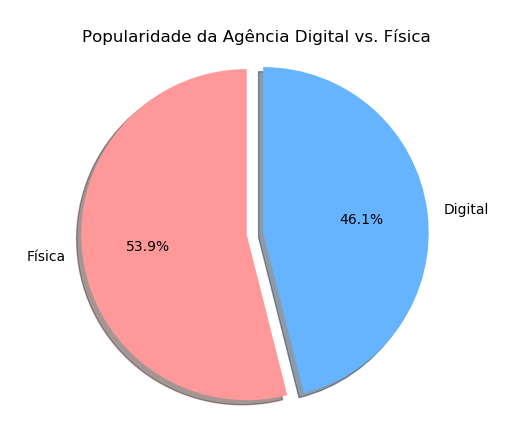 Popularidade da Agência Digital vs. Física
46.1%
Digital
53.9%
Física